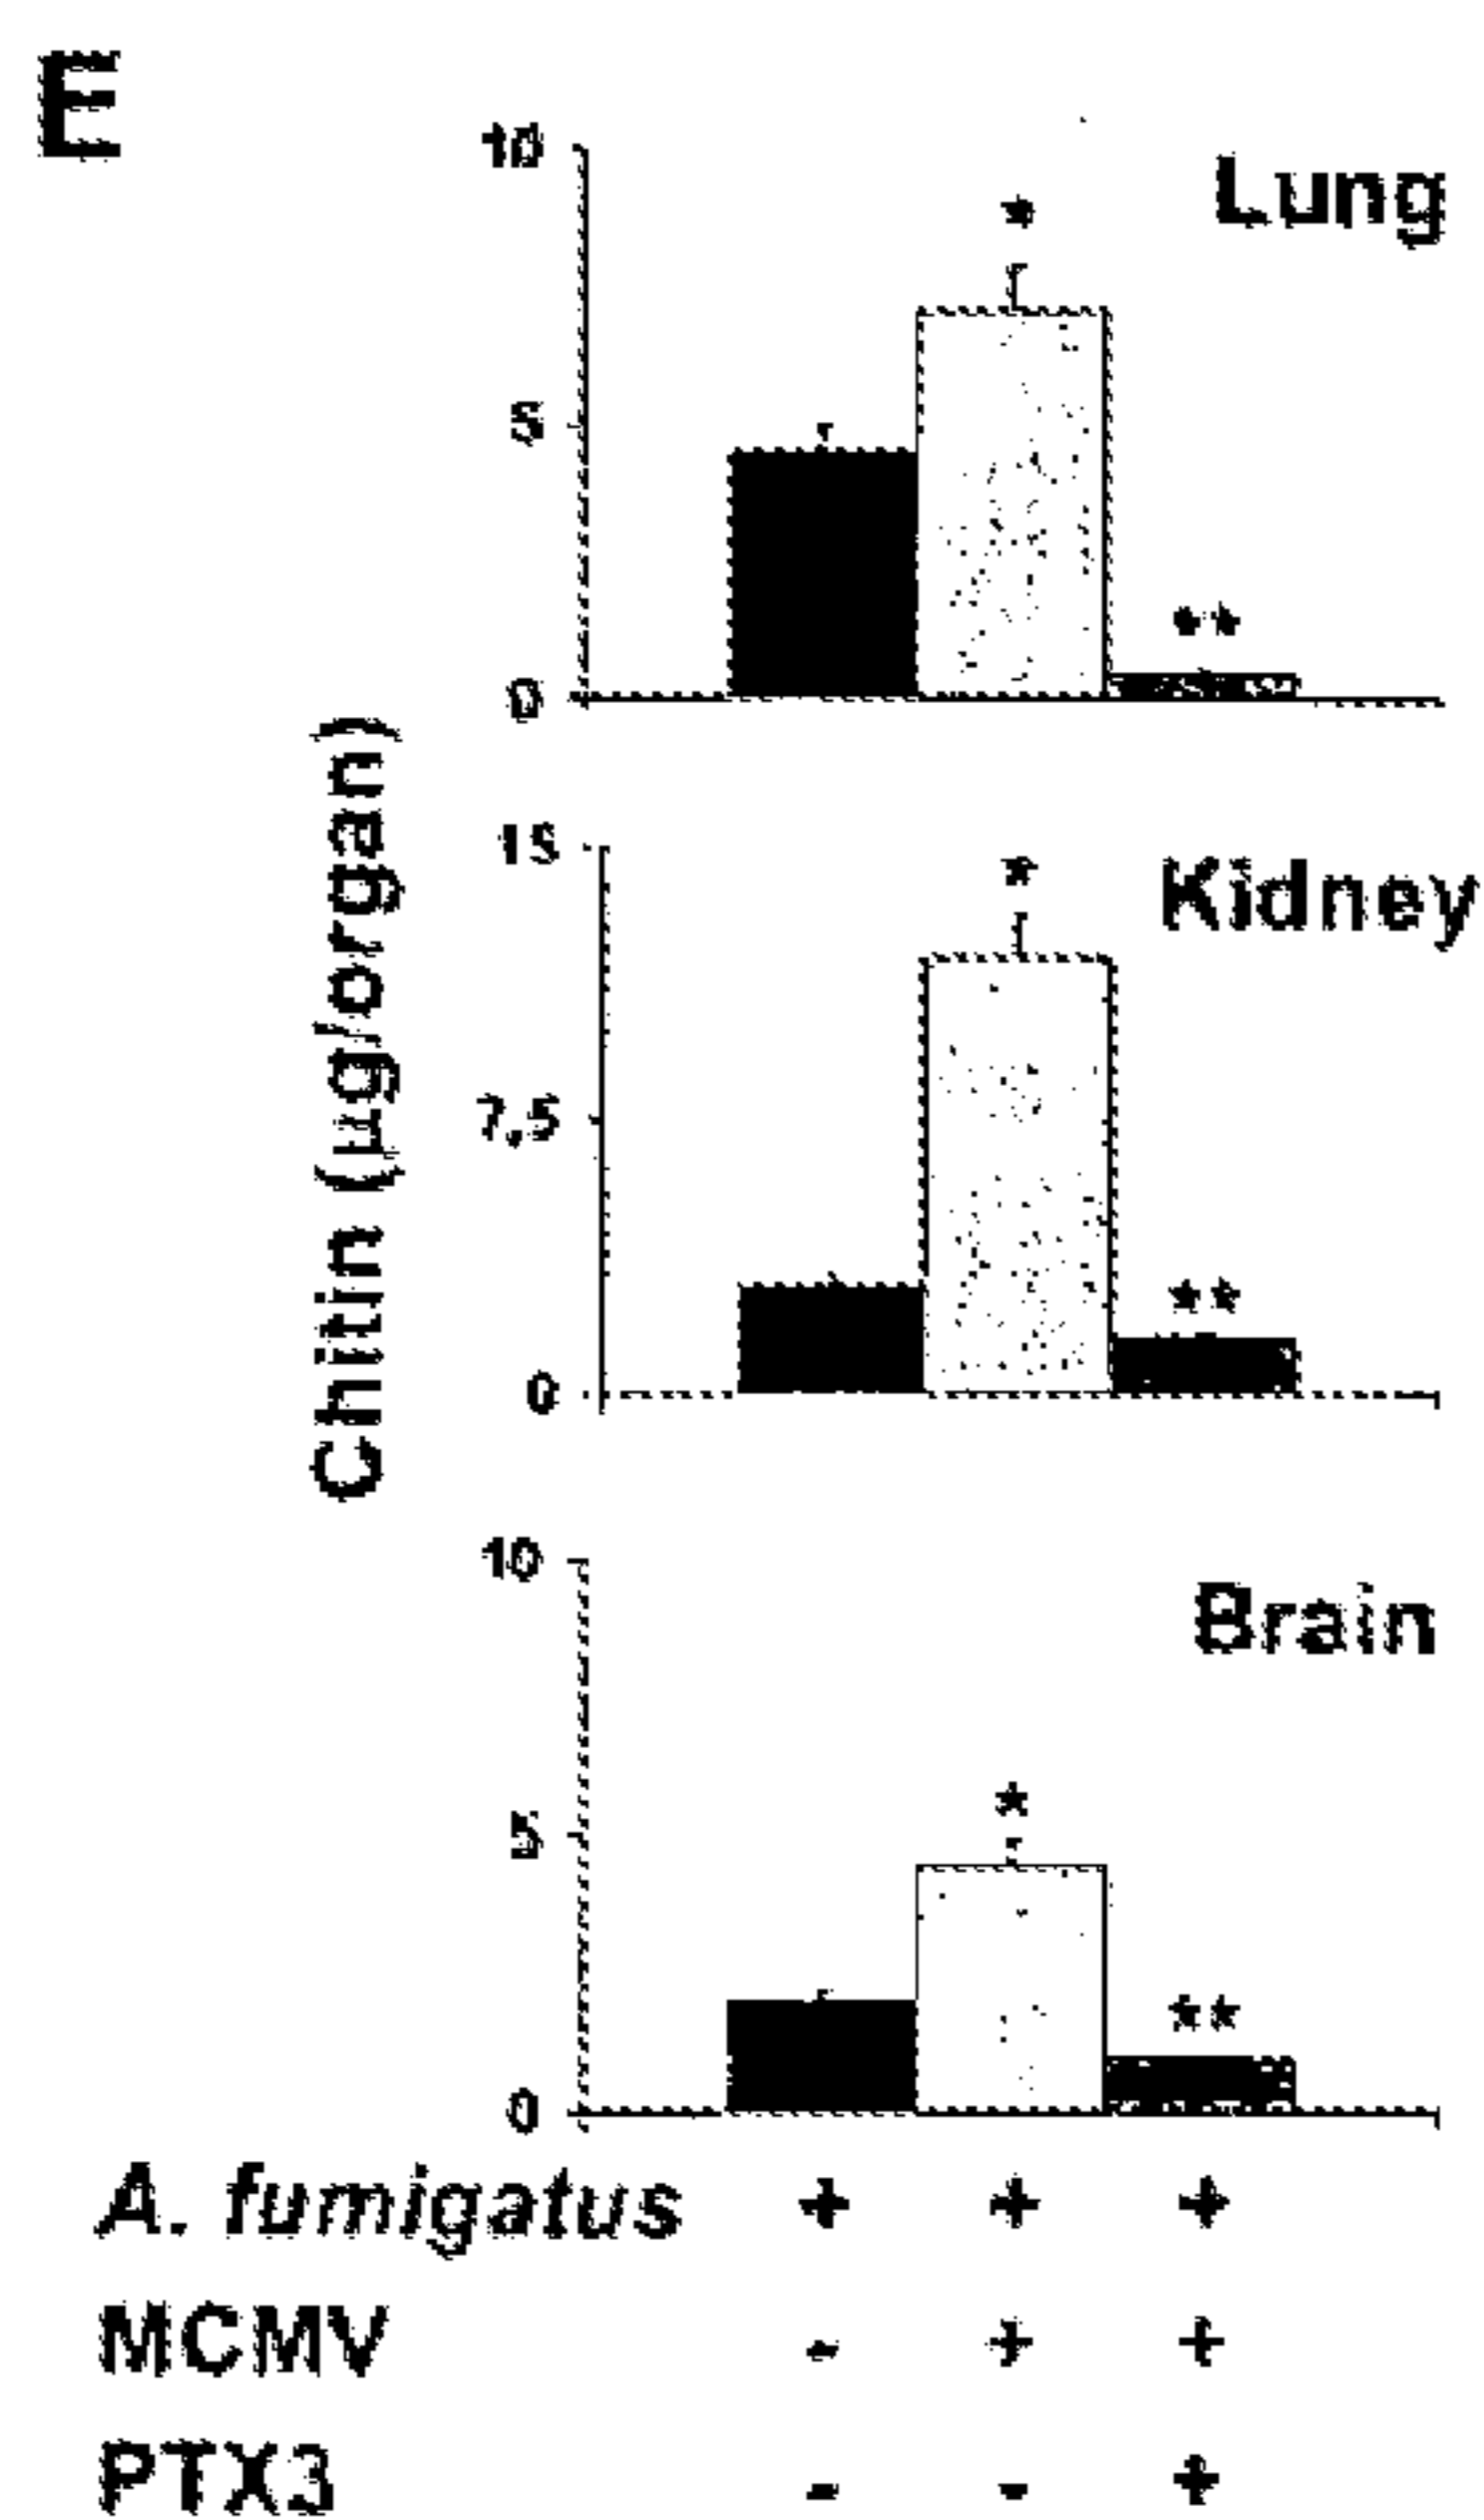 E
10
*
Lung
5
**
0
Chitin (µg/organ)
15
*
Kidney
7,5
**
0
10
Brain
*
5
**
0
A. fumigatus + + +
MCMV - + +
PTX3 - - +